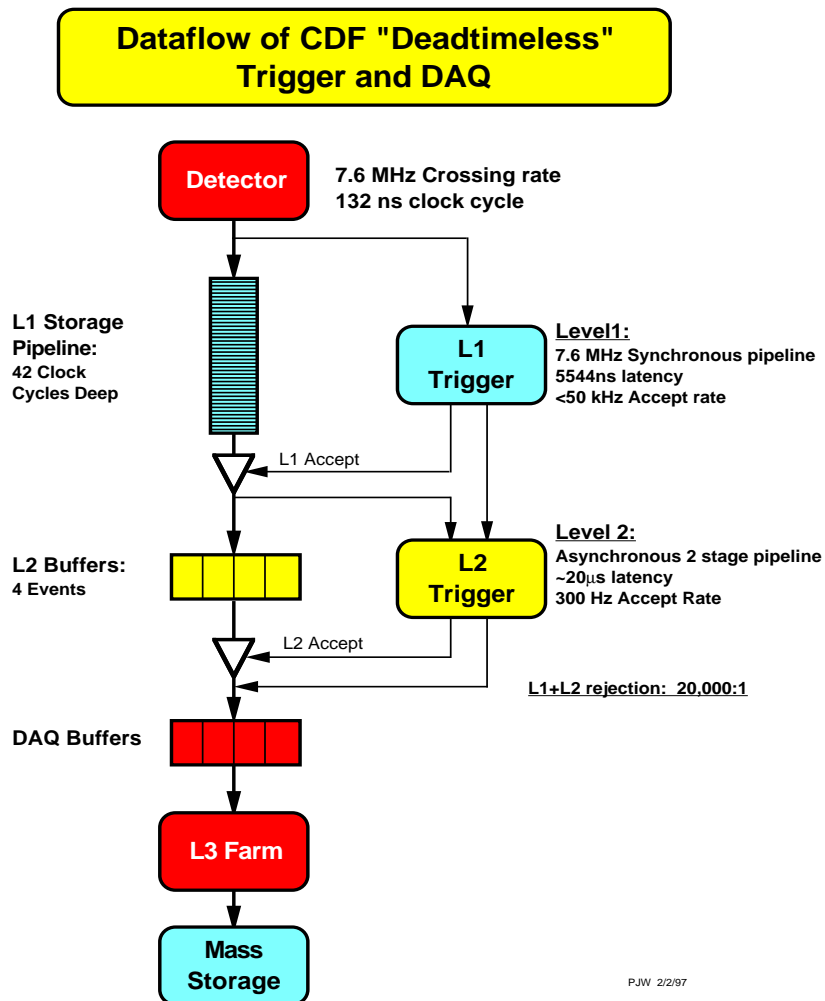 Dataflow of CDF "Deadtimeless"
Trigger and DAQ
Detector
7.6 MHz Crossing rate
132 ns clock cycle
L1 Storage
Pipeline:
42 Clock
Cycles Deep
L1
Trigger
Level1:
7.6 MHz Synchronous pipeline
5544ns latency
<50 kHz Accept rate
L1 Accept
L2 Buffers:
4 Events
L2
Trigger
Level 2:
Asynchronous 2 stage pipeline
~20µs latency
300 Hz Accept Rate
L2 Accept
L1+L2 rejection: 20,000:1
DAQ Buffers
L3 Farm
Mass
Storage
PJW 2/2/97